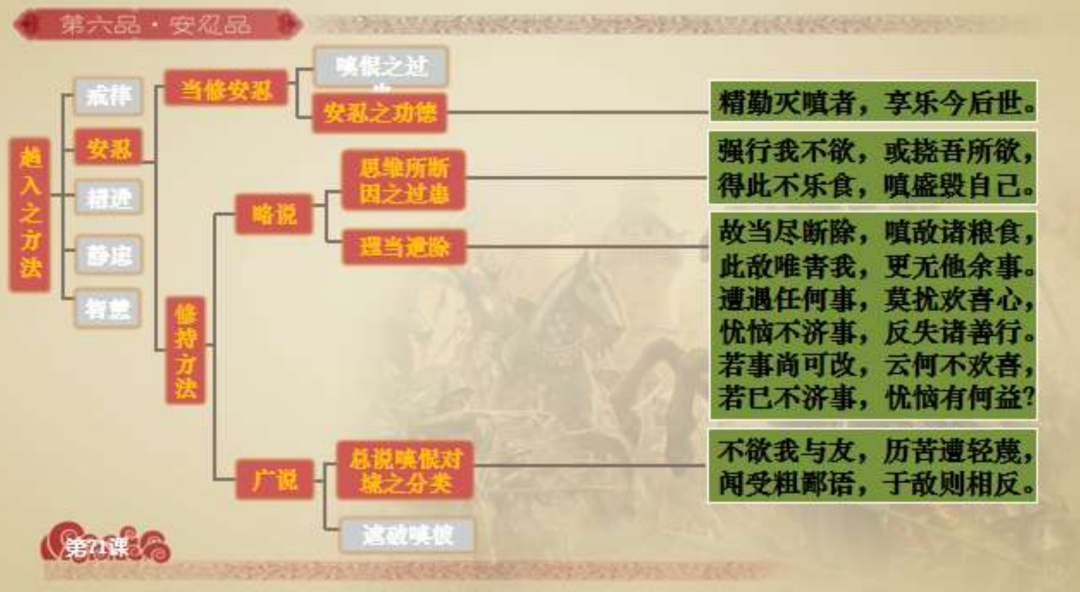 第六品·安忍品
趋入之方法
戒律
安忍
精进
静虑
智慧
当修安忍
嗔恨之过
安忍之功德
精勤灭嗔者，享乐今后世。
修持方法
略说
思维所断
因之过患
强行我不欲，或挠吾所欲，
得此不乐食，嗔盛毁自己。
理当遣除
故当尽断除，嗔敌诸粮食，
此敌唯害我，更无他余事。
遭遇任何事，莫扰欢喜心，
忧恼不济事，反失诸善行。
若事尚可改，云何不欢喜，
若已不济事，忧恼有何益？
广说
总说嗔恨对
境之分类
不欲我与友，历苦遭轻蔑，
闻受粗鄙语，于敌则相反。
遮破嗔彼
第71课